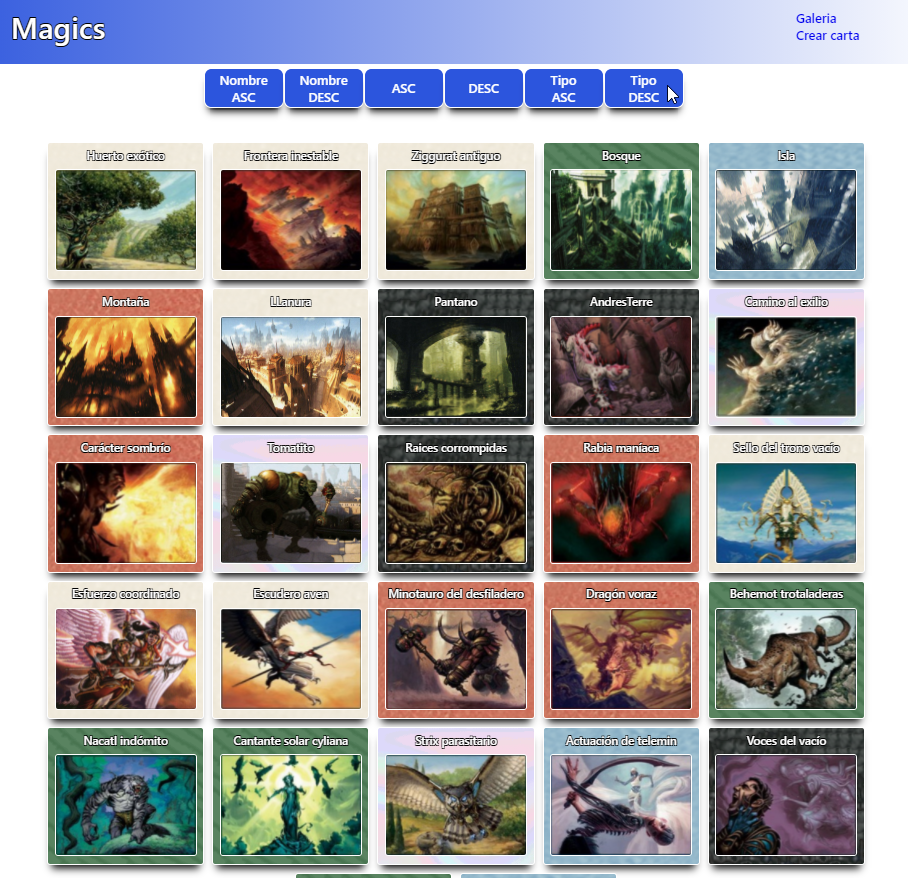 Magics
Galeria
Crear carta
Nombre
ASC
Nombre
DESC
ASC
DESC
Tipo
ASC
Tipo
DESC
Huerto exótico
Frontera inestable
Ziggurat antiguo
Bosque
Isla
Montaña
LLanura
Pantano
AndresTerre
Camino al exilio
Carácter sombrío
Tomatito
Raices corrompidas
Rabia maníaca
Sello del trono vacío
Esfuerzo coordinado
Escudero aven
Minotauro del desfiladero
Dragón voraz
Behemot trotaladeras
Nacatl indómito
Cantante solar cyliana
Strix parasitario
Actuación de telemin
Voces del vacío